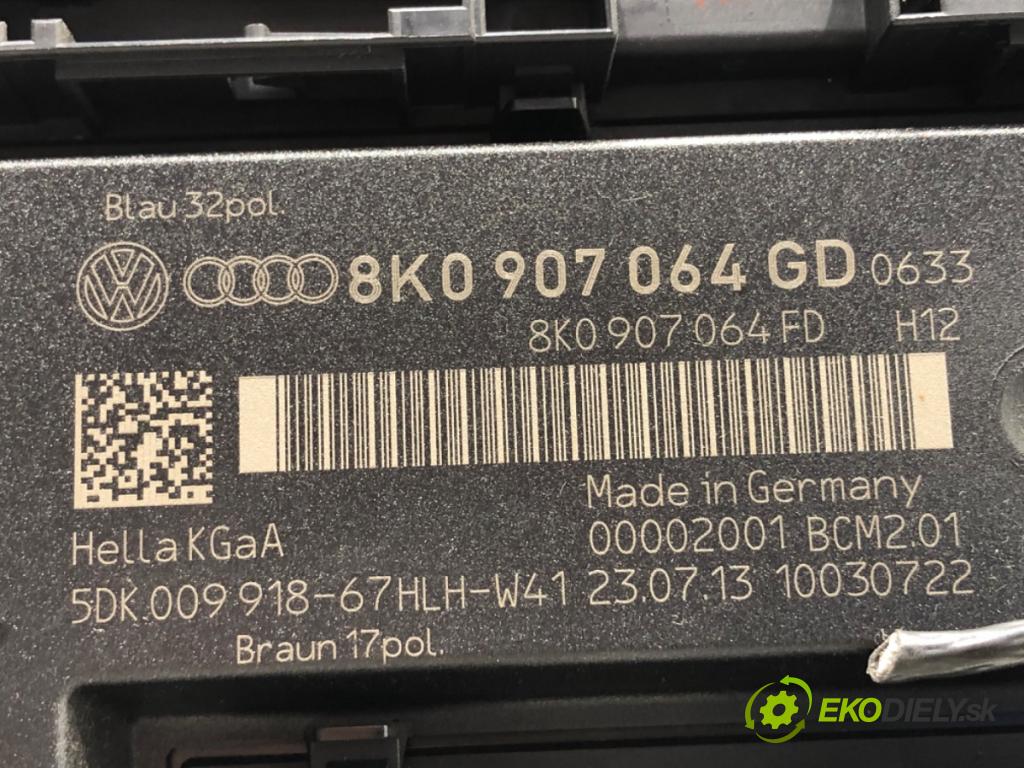 Blau 32pol.
8K0 907 064 GD 0633
8K0 907 064 FD H12
Made in Germany
Hella KGaA 00002001 BCM2.01
5DK.009 918-67HLH-W41 23.07.13 10030722
Braun 17pol.
EKODIELY.sk